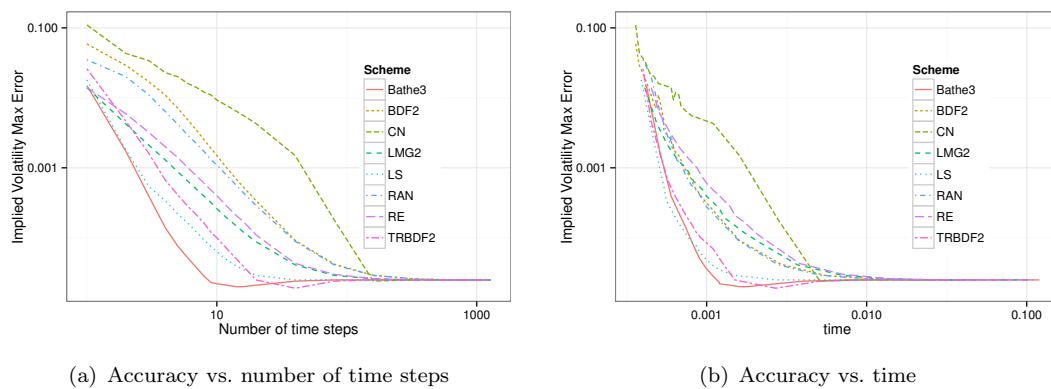 0.100
0.001
Implied Volatility Max Error
10
1000
Number of time steps
Scheme
Bathe3
BDF2
CN
LMG2
LS
RAN
RE
TRBDF2
(a) Accuracy vs. number of time steps
0.100
0.001
Implied Volatility Max Error
0.001
0.010
0.100
time
Scheme
Bathe3
BDF2
CN
LMG2
LS
RAN
RE
TRBDF2
(b) Accuracy vs. time